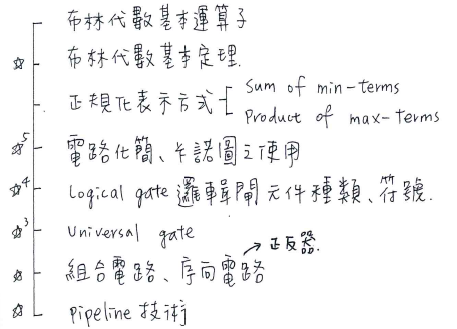 布林代數基本運算子
☆ 布林代數基本定理.
正規化表示方式 Sum of min-terms
Product of max-terms
☆5 電路化簡、卡諾圖之使用
☆4 Logical gate 邏輯閘元件種類、符號.
☆3 Universal gate
→ 正反器.
☆ 組合電路、序向電路
☆ pipeline 技術